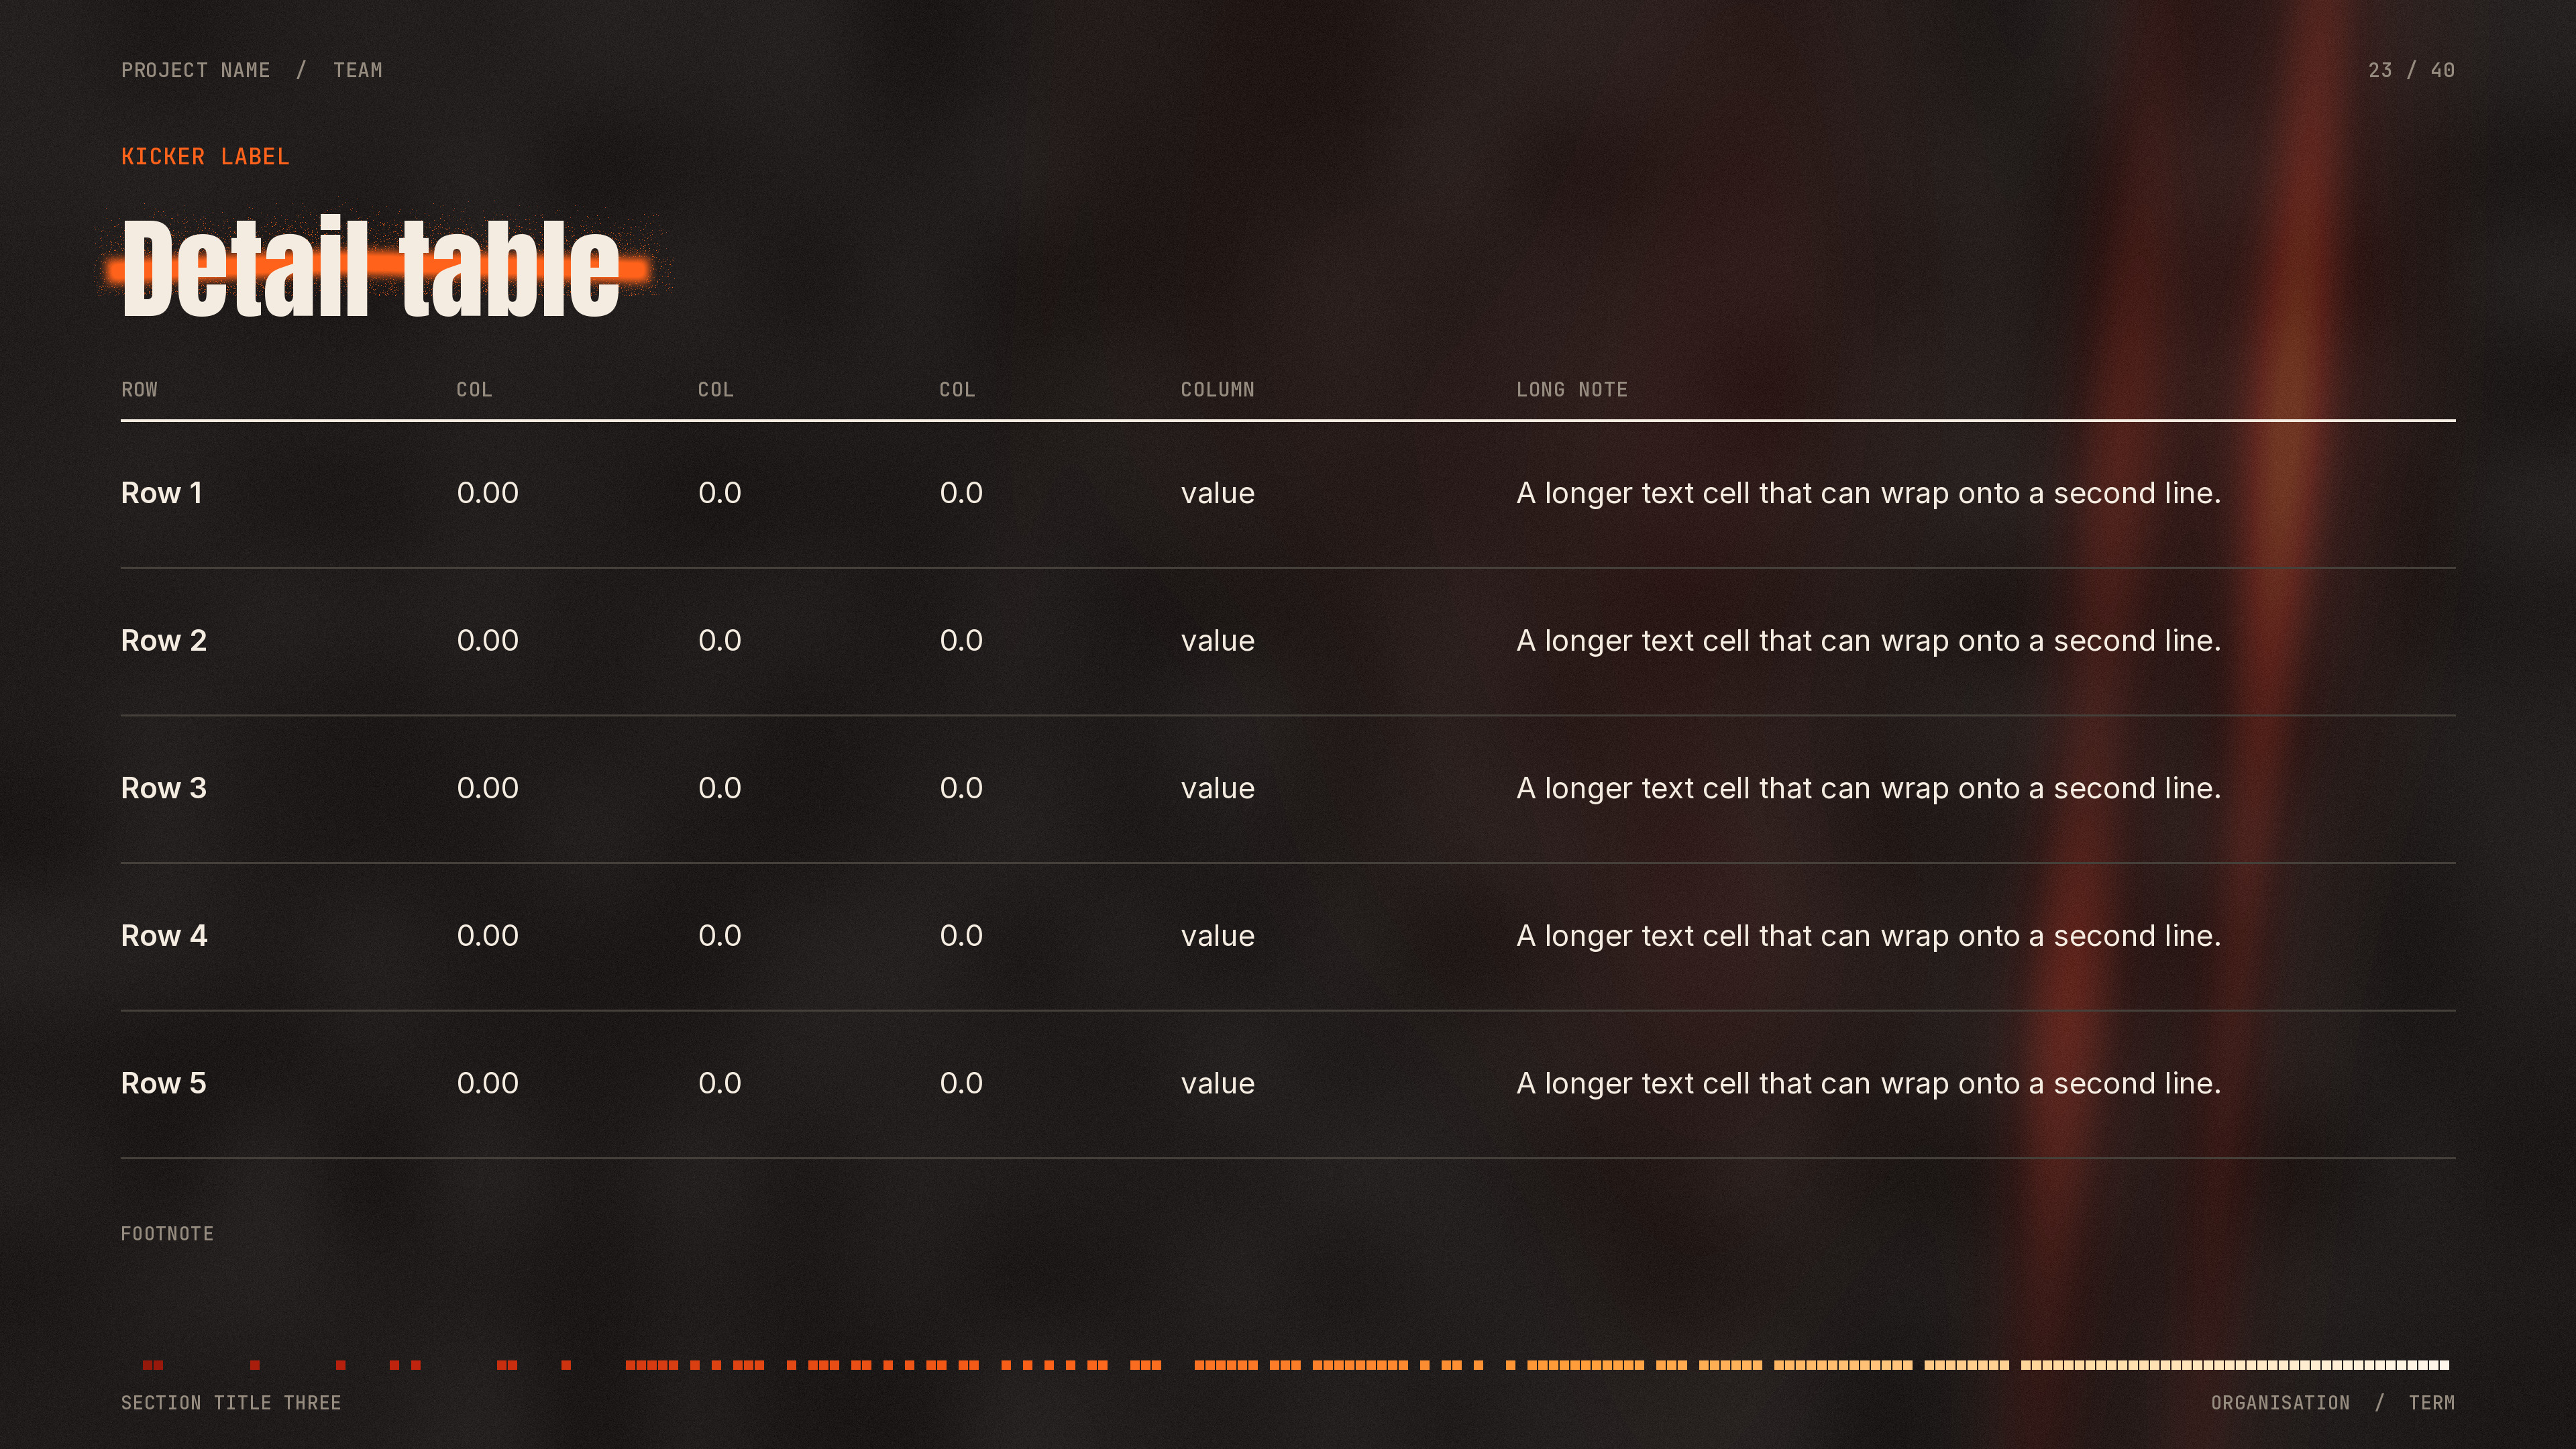 PROJECT NAME / TEAM
23 / 40
KICKER LABEL
Detail table
ROW COL COL COL COLUMN LONG NOTE
Row 1 0.00 0.0 0.0 value A longer text cell that can wrap onto a second line.
Row 2 0.00 0.0 0.0 value A longer text cell that can wrap onto a second line.
Row 3 0.00 0.0 0.0 value A longer text cell that can wrap onto a second line.
Row 4 0.00 0.0 0.0 value A longer text cell that can wrap onto a second line.
Row 5 0.00 0.0 0.0 value A longer text cell that can wrap onto a second line.
FOOTNOTE
SECTION TITLE THREE
ORGANISATION / TERM